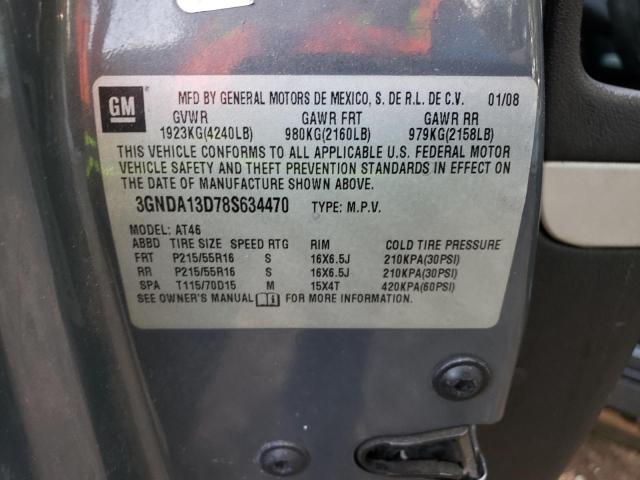 GM
MFD BY GENERAL MOTORS DE MEXICO, S. DE R.L. DE C.V. 01/08
GVWR GAWR FRT GAWR RR
1923KG(4240LB) 980KG(2160LB) 979KG(2158LB)
THIS VEHICLE CONFORMS TO ALL APPLICABLE U.S. FEDERAL MOTOR
VEHICLE SAFETY AND THEFT PREVENTION STANDARDS IN EFFECT ON
THE DATE OF MANUFACTURE SHOWN ABOVE.
3GNDA13D78S634470 TYPE: M.P.V.
MODEL: AT46
ABBD TIRE SIZE SPEED RTG RIM COLD TIRE PRESSURE
FRT P215/55R16 S 16X6.5J 210KPA(30PSI)
RR P215/55R16 S 16X6.5J 210KPA(30PSI)
SPA T115/70D15 M 15X4T 420KPA(60PSI)
SEE OWNER'S MANUAL FOR MORE INFORMATION.